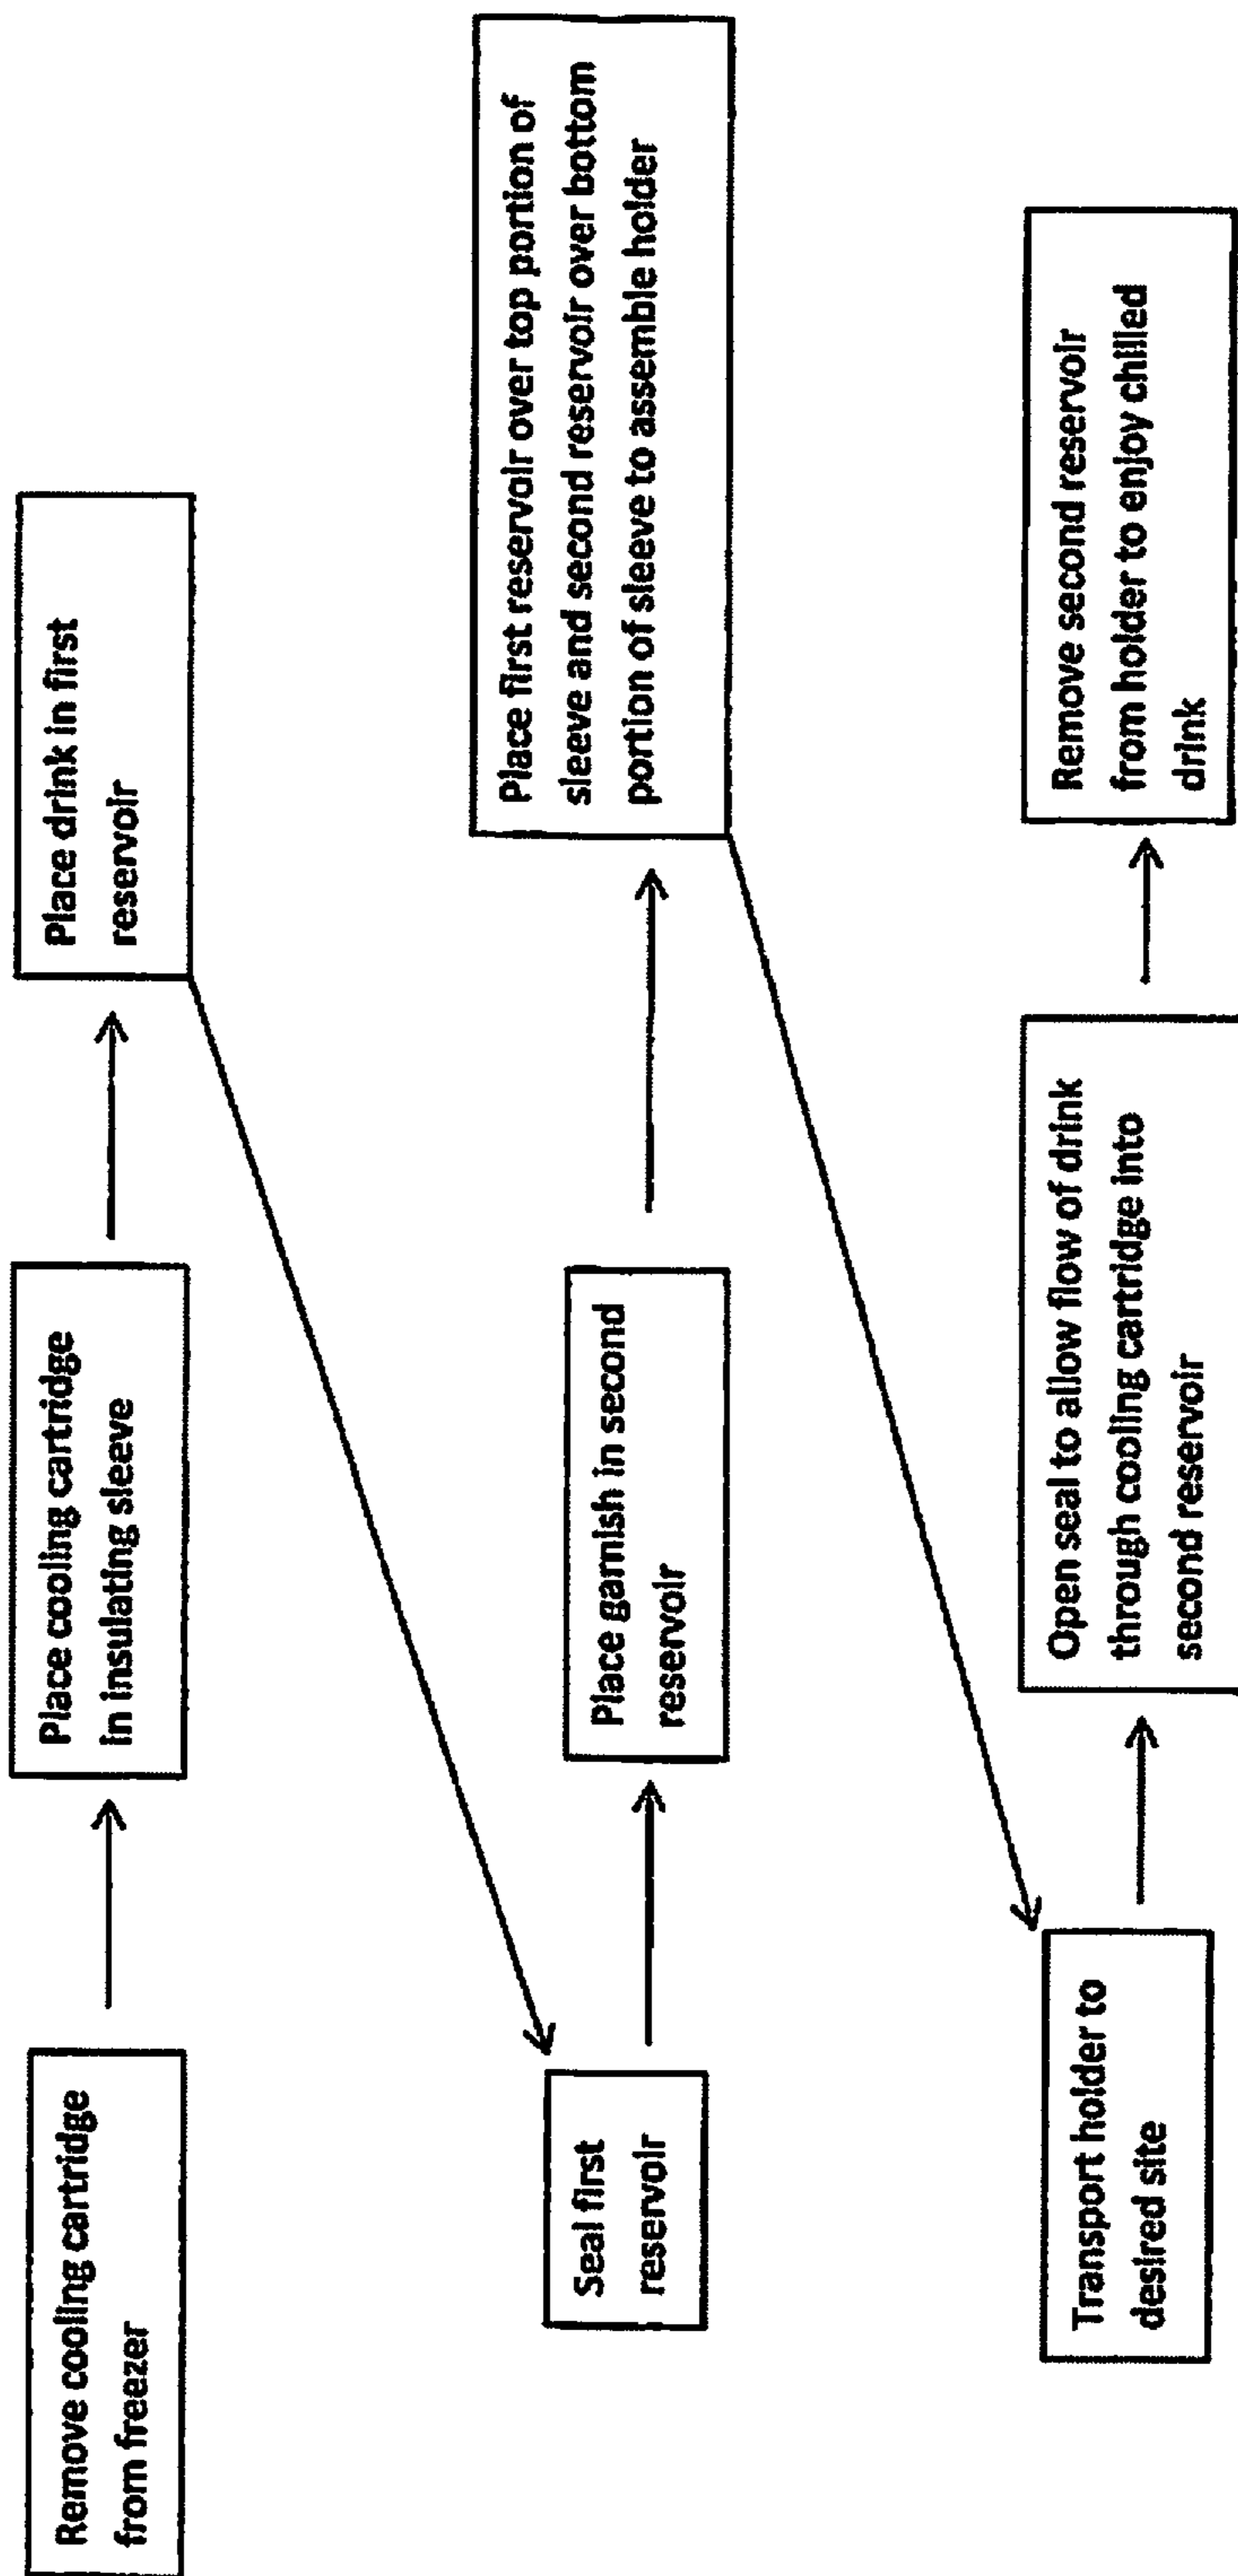 Remove cooling cartridge
from freezer
Place cooling cartridge
in insulating sleeve
Place drink in first
reservoir
Seal first
reservoir
Place garnish in second
reservoir
Place first reservoir over top portion of
sleeve and second reservoir over bottom
portion of sleeve to assemble holder
Transport holder to
desired site
Open seal to allow flow of drink
through cooling cartridge into
second reservoir
Remove second reservoir
from holder to enjoy chilled
drink